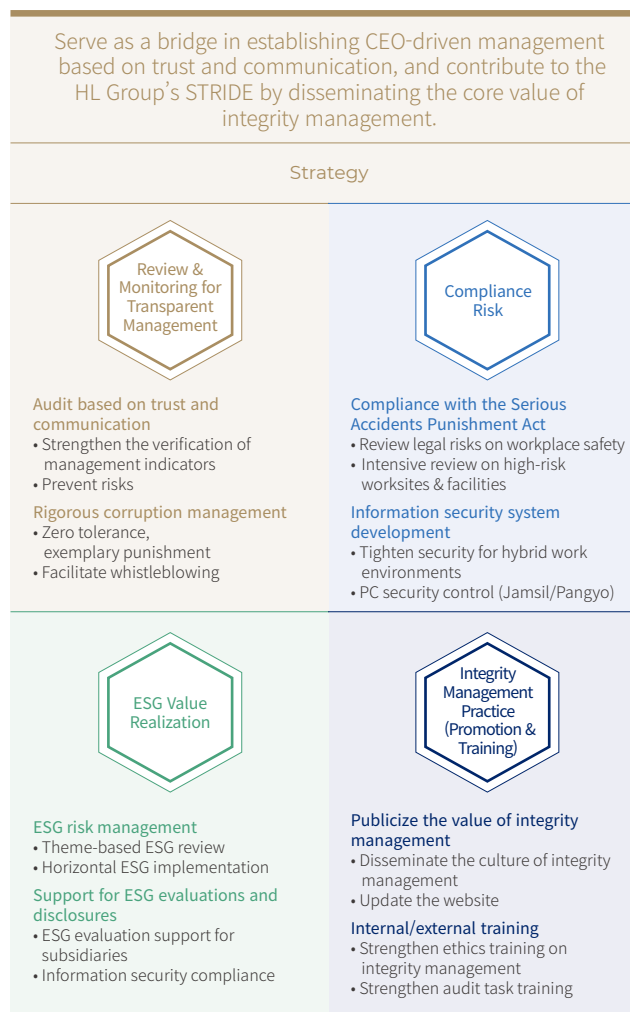 Serve as a bridge in establishing CEO-driven management
based on trust and communication, and contribute to the
HL Group's STRIDE by disseminating the core value of
integrity management.
Strategy
Review &
Monitoring for
Transparent
Management
Audit based on trust and
communication
• Strengthen the verification of
management indicators
• Prevent risks
Rigorous corruption management
• Zero tolerance,
exemplary punishment
• Facilitate whistleblowing
Compliance
Risk
Compliance with the Serious
Accidents Punishment Act
• Review legal risks on workplace safety
• Intensive review on high-risk
worksites & facilities
Information security system
development
• Tighten security for hybrid work
environments
• PC security control (Jamsil/Pangyo)
ESG Value
Realization
ESG risk management
• Theme-based ESG review
• Horizontal ESG implementation
Support for ESG evaluations and
disclosures
• ESG evaluation support for
subsidiaries
• Information security compliance
Integrity
Management
Practice
(Promotion &
Training)
Publicize the value of integrity
management
• Disseminate the culture of integrity
management
• Update the website
Internal/external training
• Strengthen ethics training on
integrity management
• Strengthen audit task training